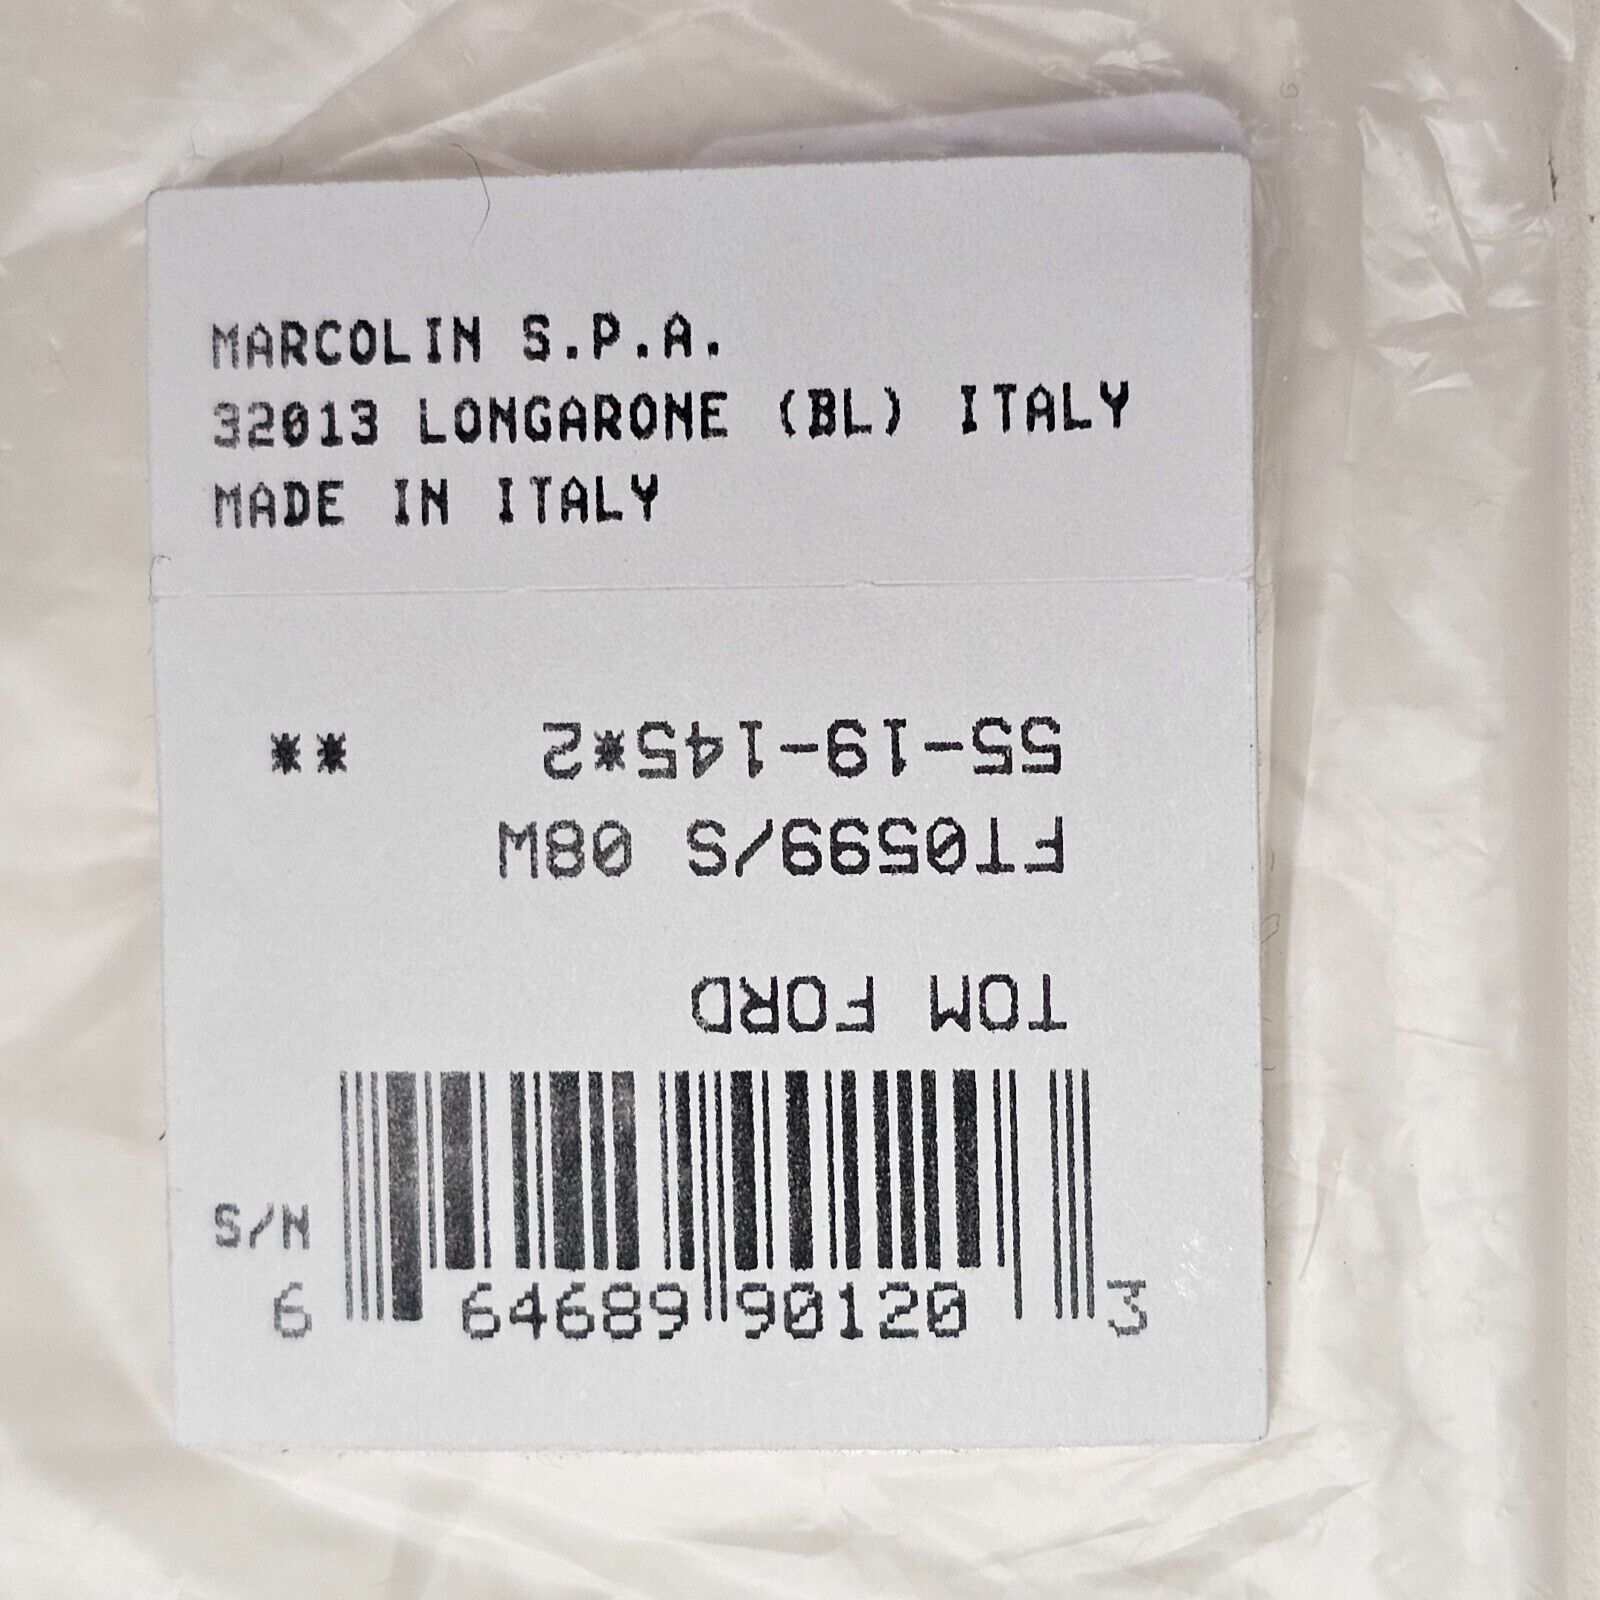 MARCOLIN S.P.A.
32013 LONGARONE (BL) ITALY
MADE IN ITALY
TOM FORD
FT0599/S 08W
55-19-145*2 **
S/N
6 64689 90120 3